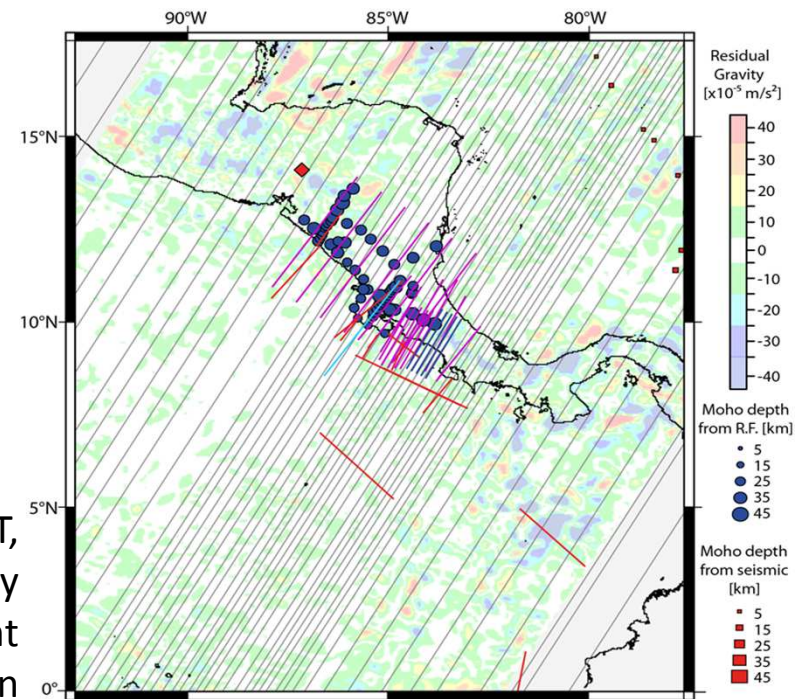 90°W 85°W 80°W
15°N
10°N
5°N
0°
T,
y
nt
n
Residual
Gravity
[x10⁻⁵ m/s²]
40
30
20
10
0
-10
-20
-30
-40
Moho depth
from R.F. [km]
5
15
25
35
45
Moho depth
from seismic
[km]
5
15
25
35
45